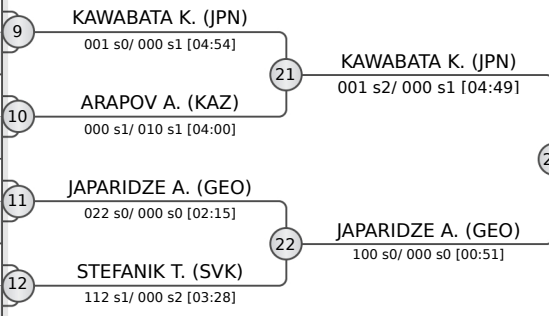 9
KAWABATA K. (JPN)
001 s0/ 000 s1 [04:54]
21
KAWABATA K. (JPN)
001 s2/ 000 s1 [04:49]
10
ARAPOV A. (KAZ)
000 s1/ 010 s1 [04:00]
11
JAPARIDZE A. (GEO)
022 s0/ 000 s0 [02:15]
22
JAPARIDZE A. (GEO)
100 s0/ 000 s0 [00:51]
12
STEFANIK T. (SVK)
112 s1/ 000 s2 [03:28]